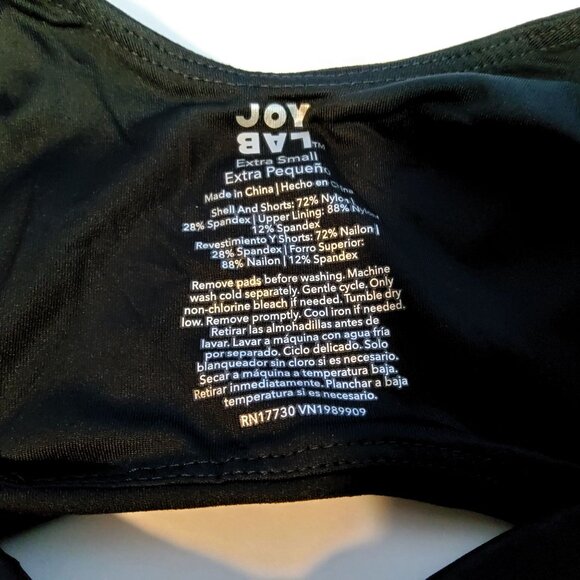 JOY
LAB™
Extra Small
Extra Pequeño
Made in China | Hecho en China
Shell And Shorts: 72% Nylon |
28% Spandex | Upper Lining: 88% Nylon |
12% Spandex
Revestimiento Y Shorts: 72% Nailon |
28% Spandex | Forro Superior:
88% Nailon | 12% Spandex
Remove pads before washing. Machine
wash cold separately. Gentle cycle. Only
non-chlorine bleach if needed. Tumble dry
low. Remove promptly. Cool iron if needed.
Retirar las almohadillas antes de
lavar. Lavar a máquina con agua fría
por separado. Ciclo delicado. Solo
blanqueador sin cloro si es necesario.
Secar a máquina a temperatura baja.
Retirar inmediatamente. Planchar a baja
temperatura si es necesario.
RN17730 VN1989909